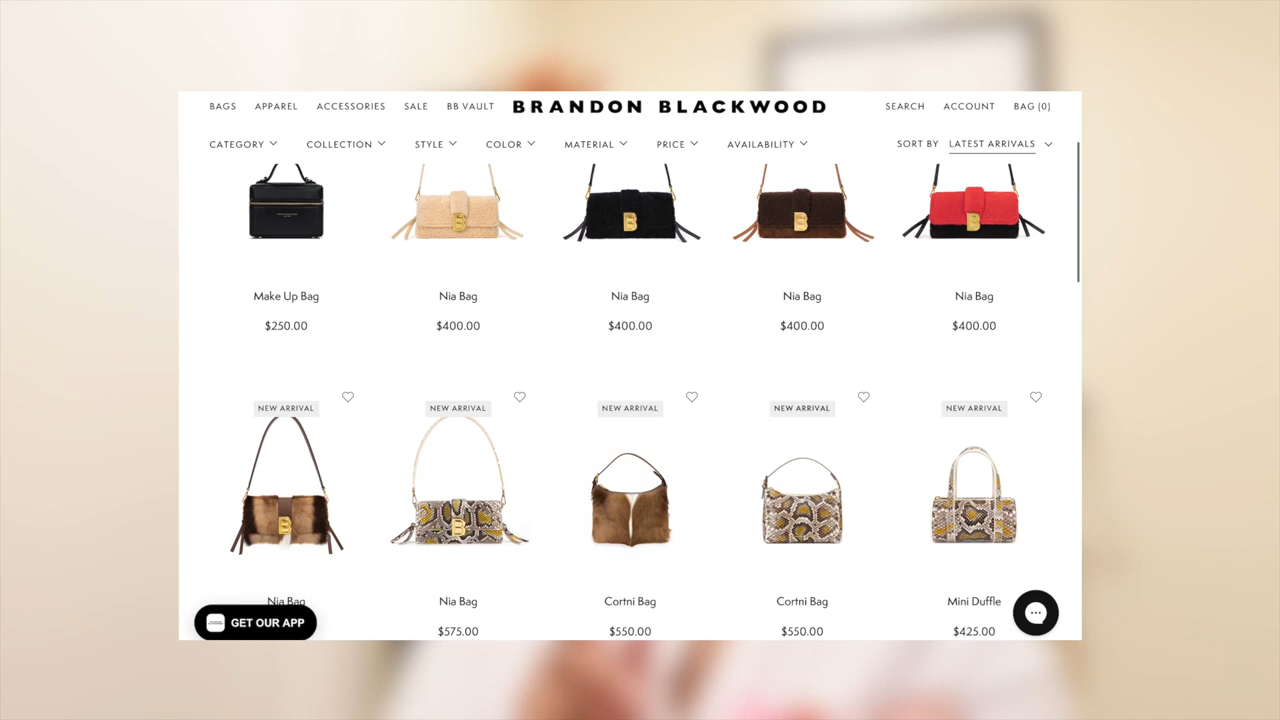 BAGS APPAREL ACCESSORIES SALE BB VAULT BRANDON BLACKWOOD SEARCH ACCOUNT BAG (0)
CATEGORY COLLECTION STYLE COLOR MATERIAL PRICE AVAILABILITY SORT BY LATEST ARRIVALS
B B B B
Make Up Bag Nia Bag Nia Bag Nia Bag Nia Bag
$250.00 $400.00 $400.00 $400.00 $400.00
NEW ARRIVAL NEW ARRIVAL NEW ARRIVAL NEW ARRIVAL NEW ARRIVAL
B B
Nia Bag Nia Bag Cortni Bag Cortni Bag Mini Duffle
GET OUR APP $575.00 $550.00 $550.00 $425.00